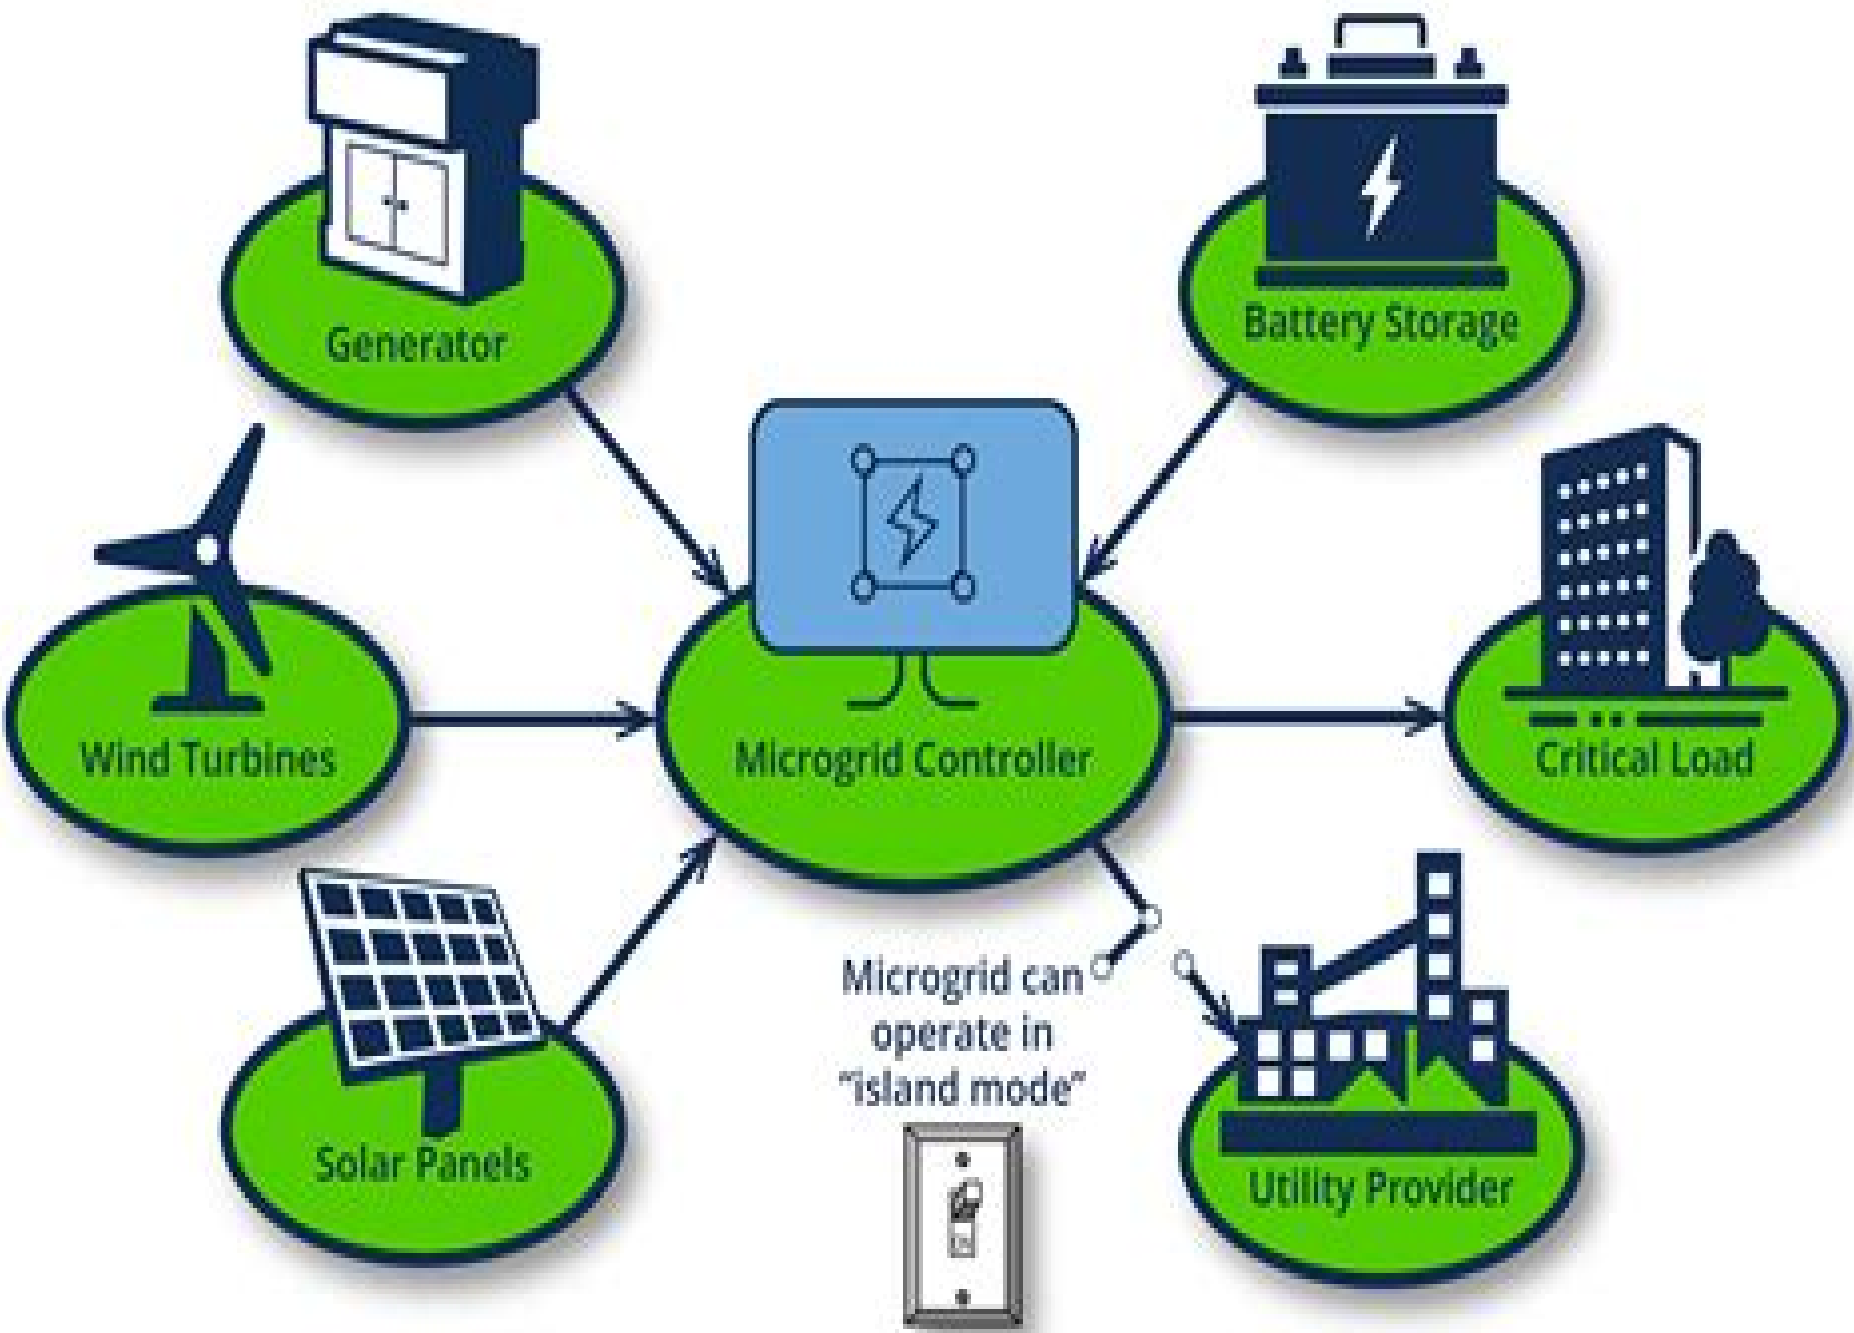 Generator
Battery Storage
Wind Turbines
Microgrid Controller
Critical Load
Solar Panels
Microgrid can
operate in
“island mode”
Utility Provider